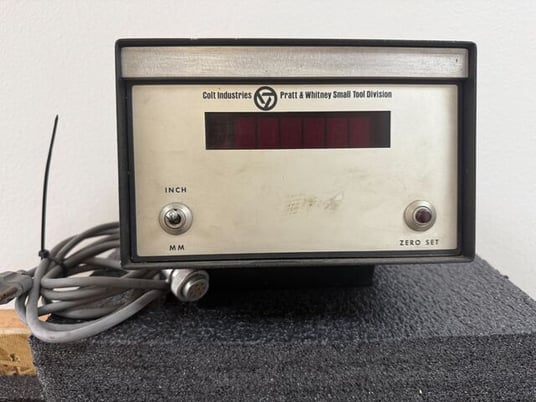 Colt Industries Pratt & Whitney Small Tool Division
INCH
MM
ZERO SET